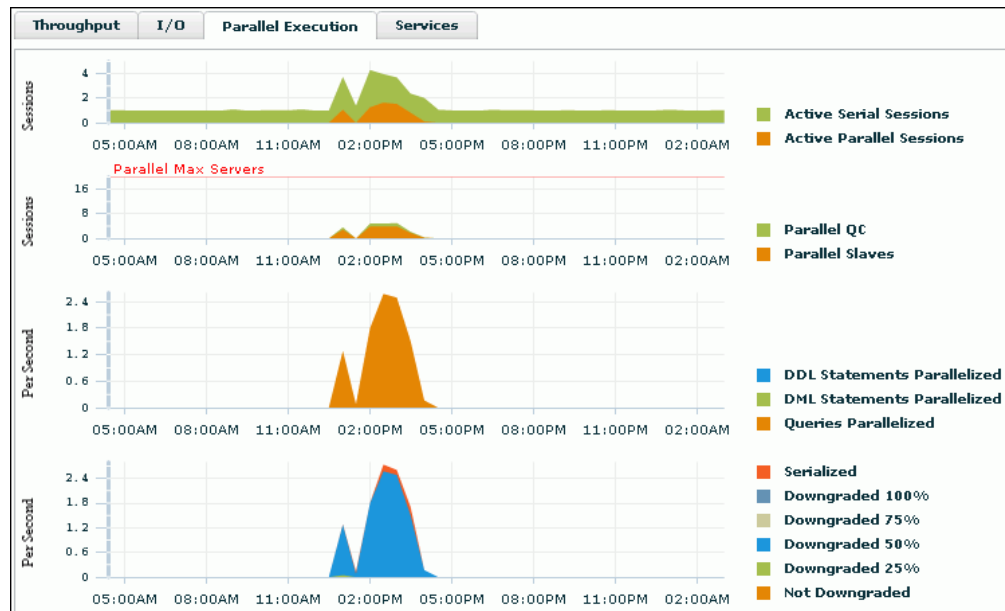 Throughput I/O Parallel Execution Services
Sessions
4
2
0
05:00AM 08:00AM 11:00AM 02:00PM 05:00PM 08:00PM 11:00PM 02:00AM
Active Serial Sessions
Active Parallel Sessions
Parallel Max Servers
Sessions
16
8
0
05:00AM 08:00AM 11:00AM 02:00PM 05:00PM 08:00PM 11:00PM 02:00AM
Parallel QC
Parallel Slaves
Per Second
2.4
1.8
1.2
0.6
0
05:00AM 08:00AM 11:00AM 02:00PM 05:00PM 08:00PM 11:00PM 02:00AM
DDL Statements Parallelized
DML Statements Parallelized
Queries Parallelized
Per Second
2.4
1.8
1.2
0.6
0
05:00AM 08:00AM 11:00AM 02:00PM 05:00PM 08:00PM 11:00PM 02:00AM
Serialized
Downgraded 100%
Downgraded 75%
Downgraded 50%
Downgraded 25%
Not Downgraded